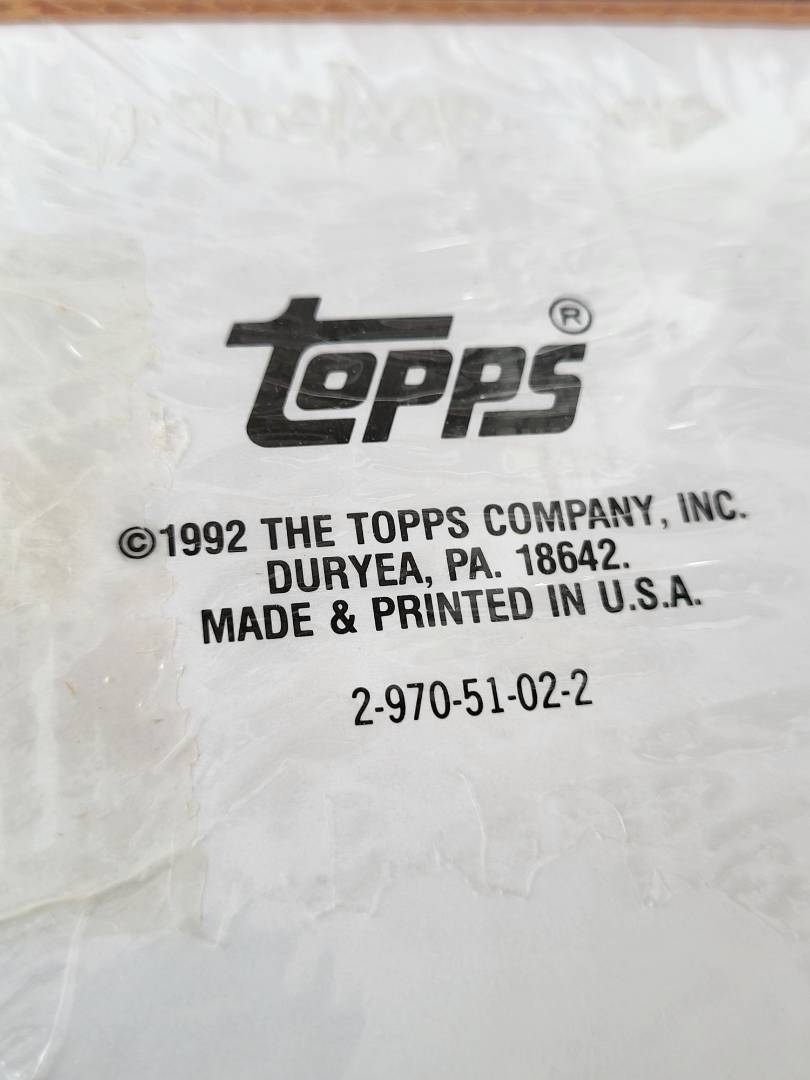 topps®
©1992 THE TOPPS COMPANY, INC.
DURYEA, PA. 18642.
MADE & PRINTED IN U.S.A.
2-970-51-02-2